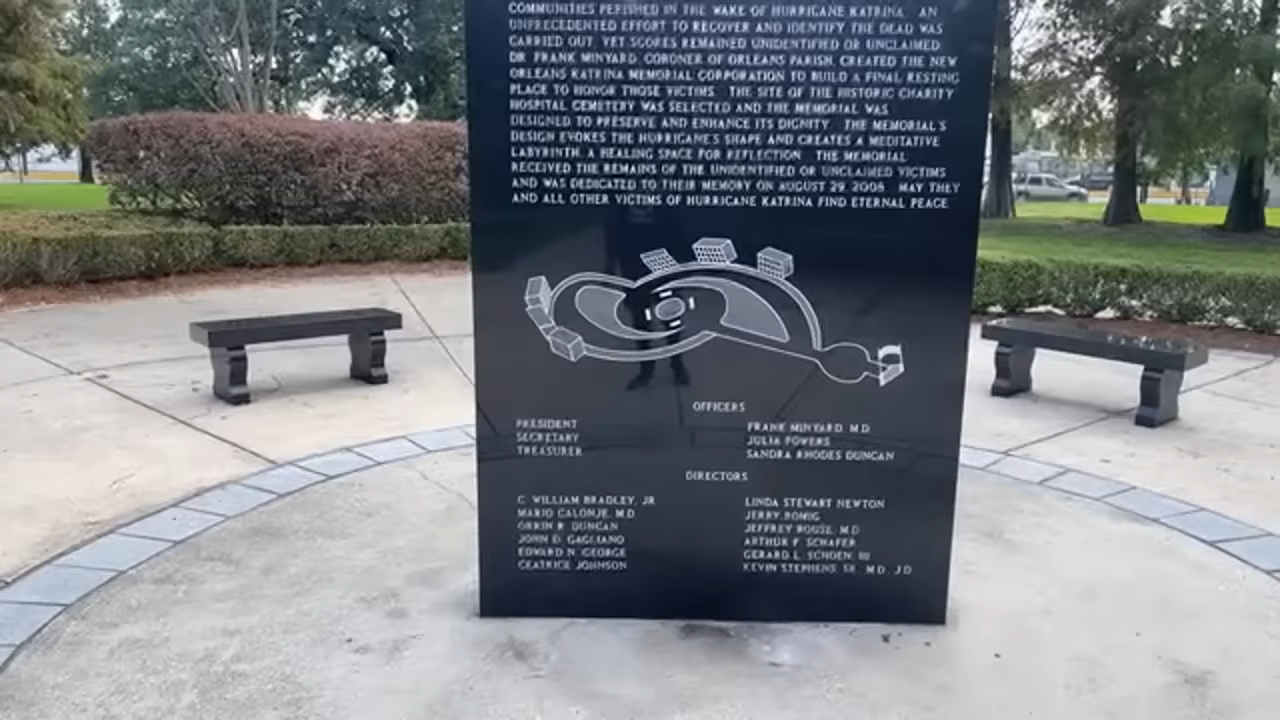 COMMUNITIES PERISHED IN THE WAKE OF HURRICANE KATRINA. AN
UNPRECEDENTED EFFORT TO RECOVER AND IDENTIFY THE DEAD WAS
CARRIED OUT, YET SCORES REMAINED UNIDENTIFIED OR UNCLAIMED.
DR. FRANK MINYARD, CORONER OF ORLEANS PARISH, CREATED THE NEW
ORLEANS KATRINA MEMORIAL CORPORATION TO BUILD A FINAL RESTING
PLACE TO HONOR THOSE VICTIMS. THE SITE OF THE HISTORIC CHARITY
HOSPITAL CEMETERY WAS SELECTED AND THE MEMORIAL WAS
DESIGNED TO PRESERVE AND ENHANCE ITS DIGNITY. THE MEMORIAL'S
DESIGN EVOKES THE HURRICANE'S SHAPE AND CREATES A MEDITATIVE
LABYRINTH, A HEALING SPACE FOR REFLECTION. THE MEMORIAL
RECEIVED THE REMAINS OF THE UNIDENTIFIED OR UNCLAIMED VICTIMS
AND WAS DEDICATED TO THEIR MEMORY ON AUGUST 29, 2008. MAY THEY
AND ALL OTHER VICTIMS OF HURRICANE KATRINA FIND ETERNAL PEACE.
OFFICERS
PRESIDENT FRANK MINYARD, M.D.
SECRETARY JULIA POWERS
TREASURER SANDRA RHODES DUNCAN
DIRECTORS
C. WILLIAM BRADLEY, JR. LINDA STEWART NEWTON
MARIO CALONJE, M.D. JERRY ROMIG
ORRIN R. DUNCAN JEFFREY ROUSE, M.D.
JOHN D. GAGLIANO ARTHUR F. SCHAFER
EDWARD N. GEORGE GERARD L. SCHOEN, III
CEATRICE JOHNSON KEVIN STEPHENS, SR., M.D., J.D.